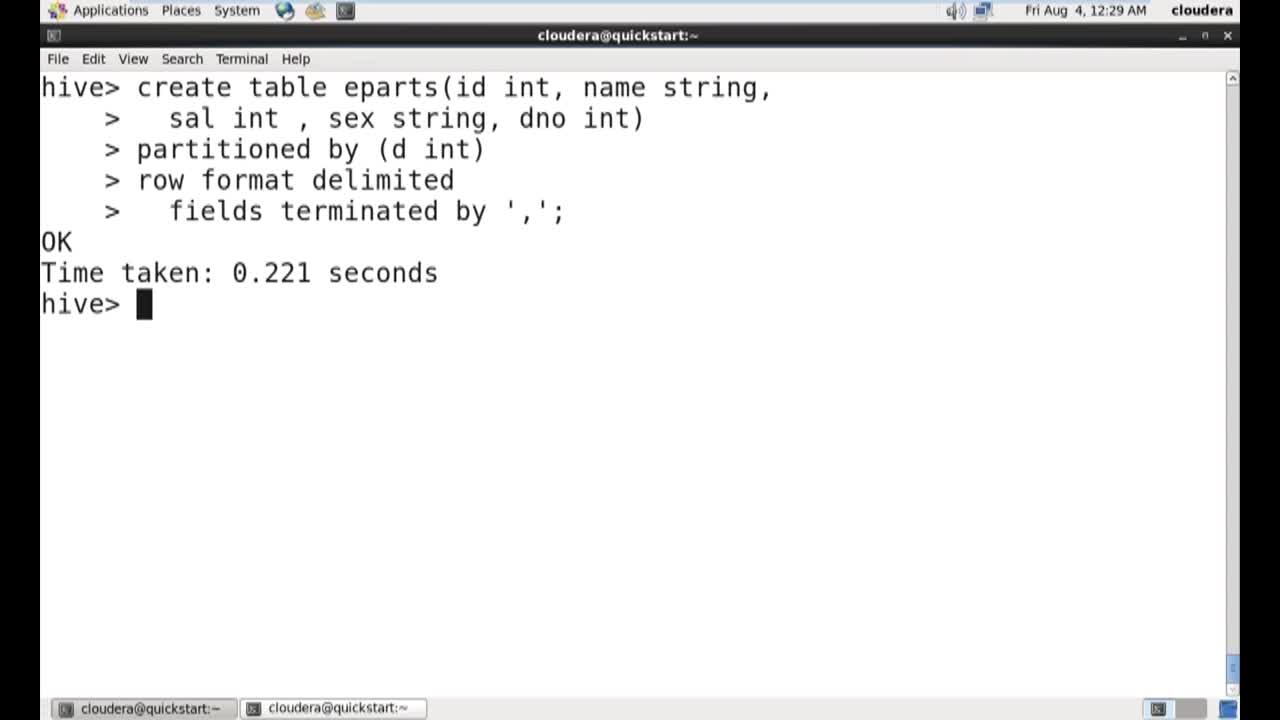 Applications Places System Fri Aug 4, 12:29 AM cloudera
cloudera@quickstart:~
File Edit View Search Terminal Help
hive> create table eparts(id int, name string,
    >   sal int , sex string, dno int)
    > partitioned by (d int)
    > row format delimited
    >   fields terminated by ',';
OK
Time taken: 0.221 seconds
hive>
cloudera@quickstart:~ cloudera@quickstart:~